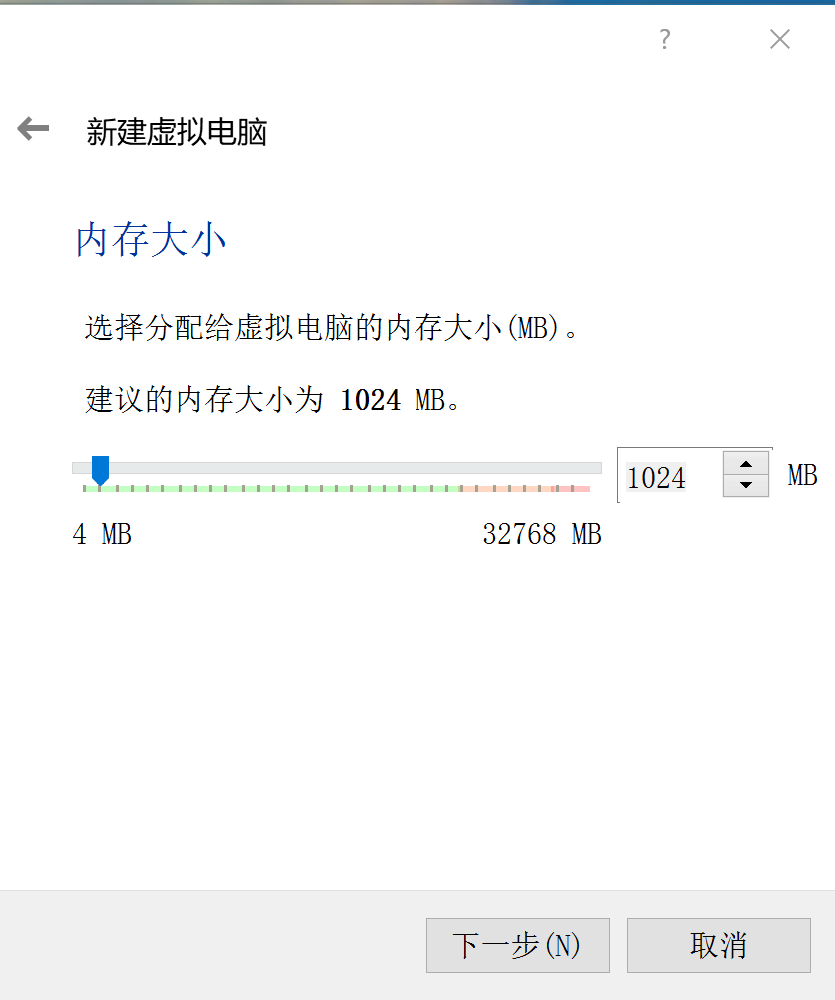 ?
新建虚拟电脑
内存大小
选择分配给虚拟电脑的内存大小(MB)。
建议的内存大小为 1024 MB。
1024 MB
4 MB 32768 MB
下一步(N) 取消